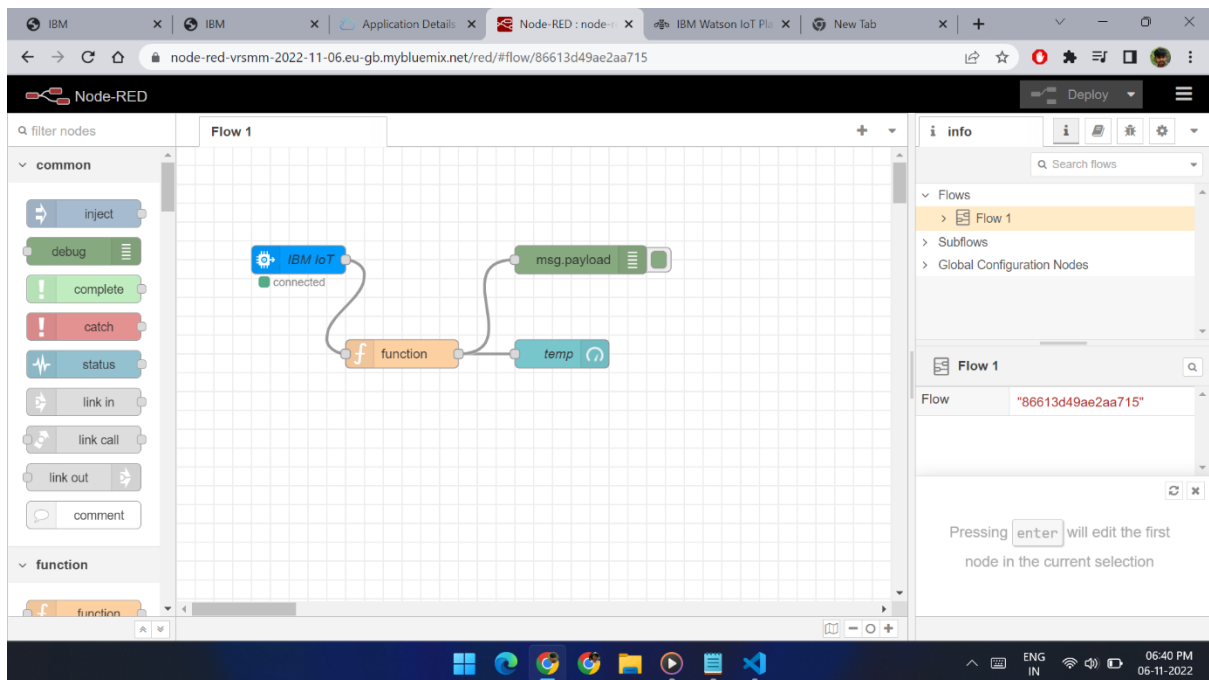 IBM
IBM
Application Details
Node-RED : node-r
IBM Watson IoT Pla
New Tab
node-red-vrsmm-2022-11-06.eu-gb.mybluemix.net/red/#flow/86613d49ae2aa715
Node-RED
Deploy
filter nodes
Flow 1
i info
i
common
Search flows
inject
debug
complete
catch
status
link in
link call
link out
comment
function
function
IBM IoT
connected
msg.payload
f function
temp
Flows
Flow 1
Subflows
Global Configuration Nodes
Flow 1
Flow "86613d49ae2aa715"
Pressing enter will edit the first
node in the current selection
ENG
IN
06:40 PM
06-11-2022